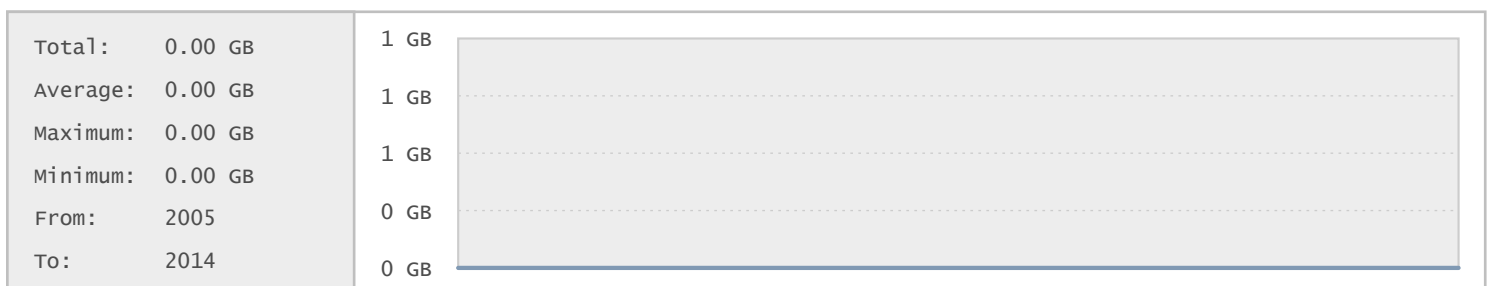 Total: 0.00 GB
Average: 0.00 GB
Maximum: 0.00 GB
Minimum: 0.00 GB
From: 2005
To: 2014
1 GB
1 GB
1 GB
0 GB
0 GB